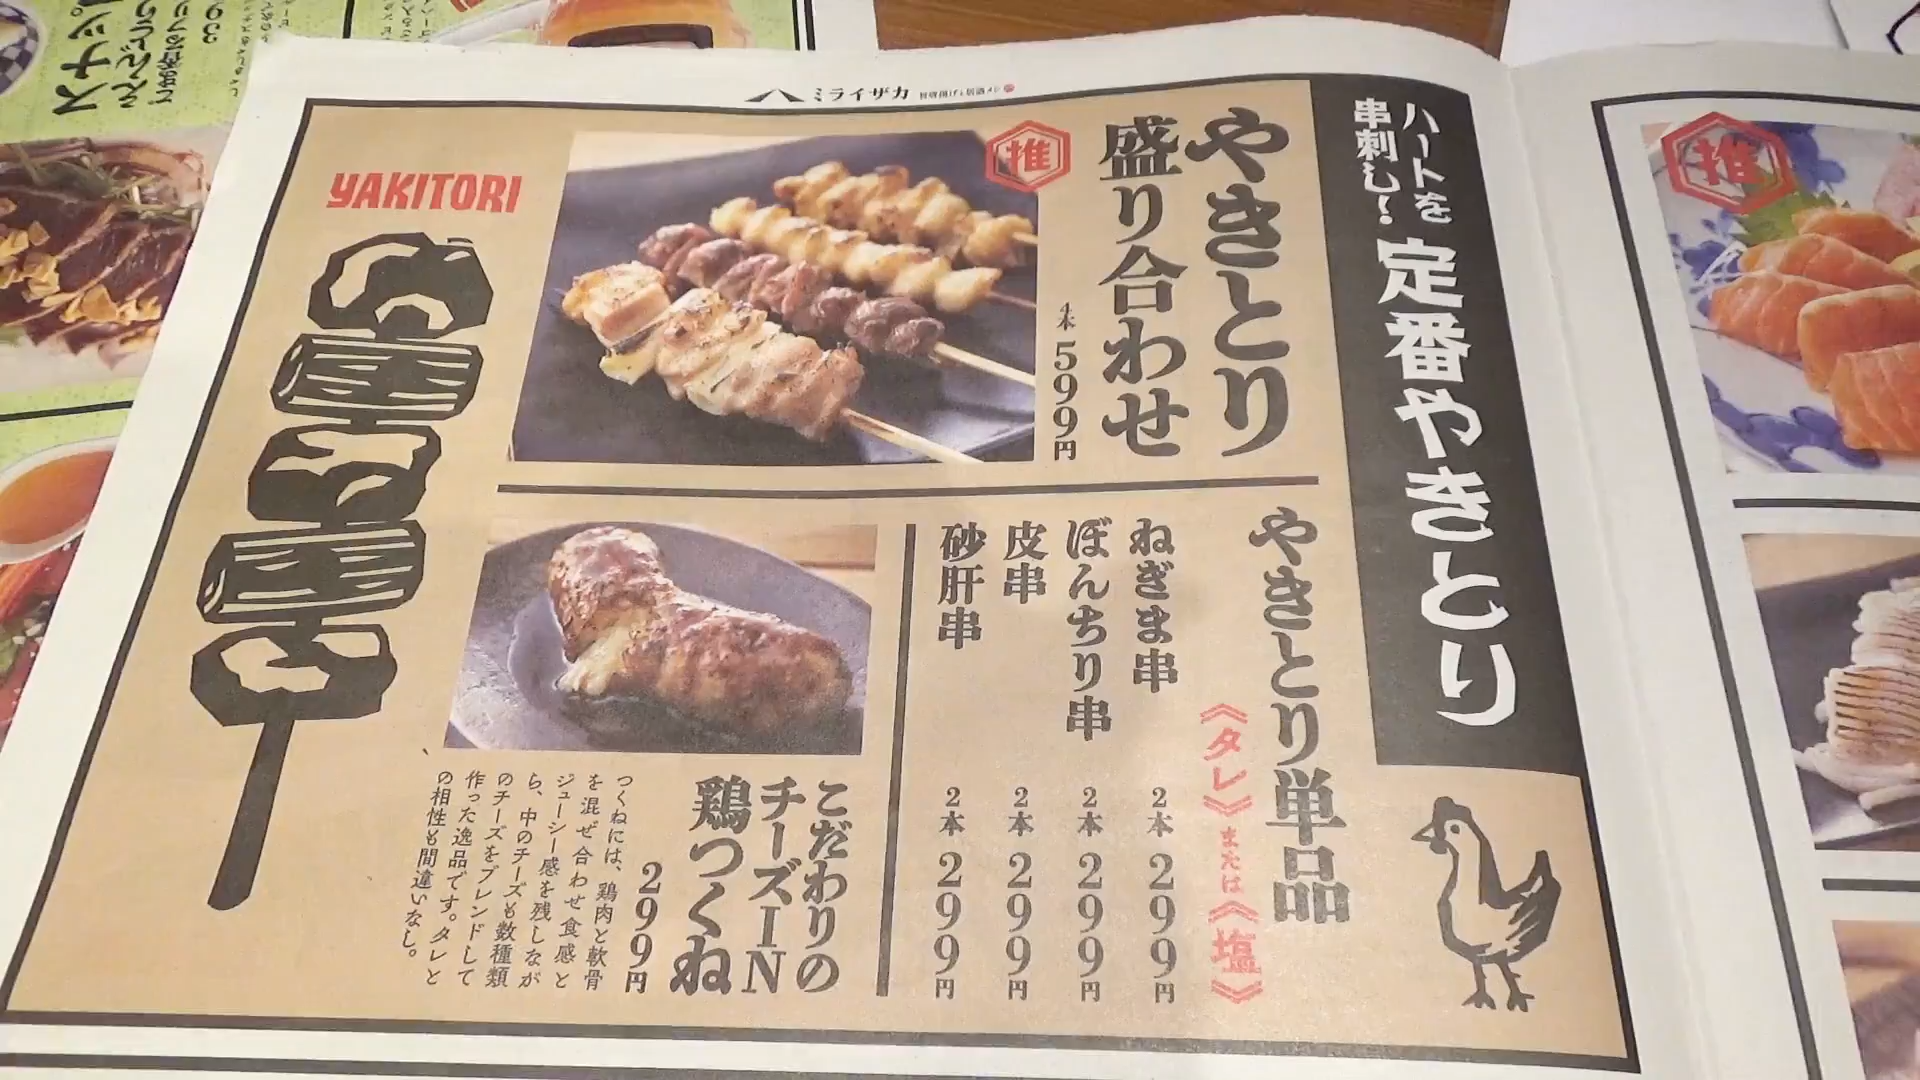 ミライザカ
ハートを
串刺し!
定番やきとり
推
やきとり
盛り合わせ
4本 599円
YAKITORI
やきとり単品
《タレ》または《塩》
ねぎま串 2本 299円
ぼんちり串 2本 299円
皮串 2本 299円
砂肝串 2本 299円
こだわりの
チーズIN
鶏つくね
299円
つくねには、鶏肉と軟骨
を混ぜ合わせ食感と
ジューシー感を残しなが
ら、中のチーズも数種類
のチーズをブレンドして
作った逸品です。タレと
の相性も間違いなし。
推
スナップ